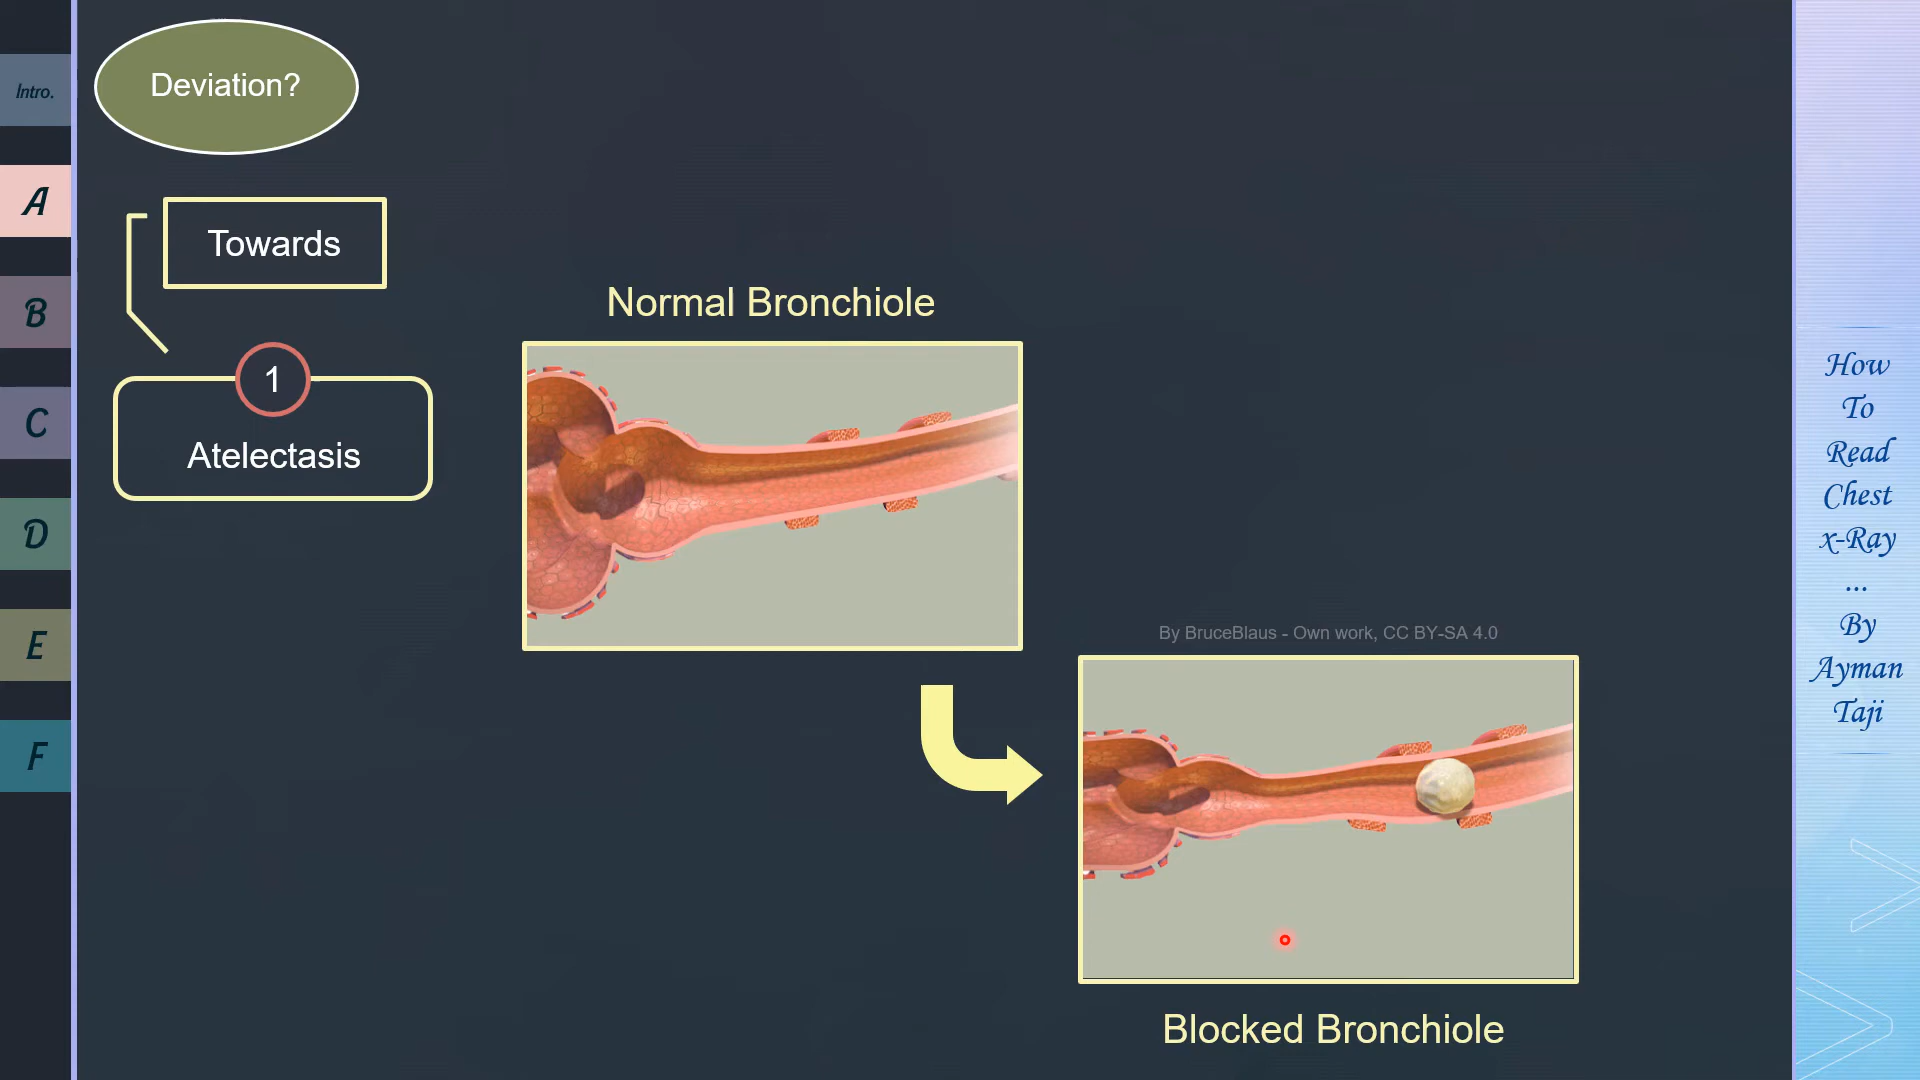 Intro.
A
B
C
D
E
F
Deviation?
Towards
1
Atelectasis
Normal Bronchiole
By BruceBlaus - Own work, CC BY-SA 4.0
Blocked Bronchiole
How
To
Read
Chest
x-Ray
...
By
Ayman
Taji